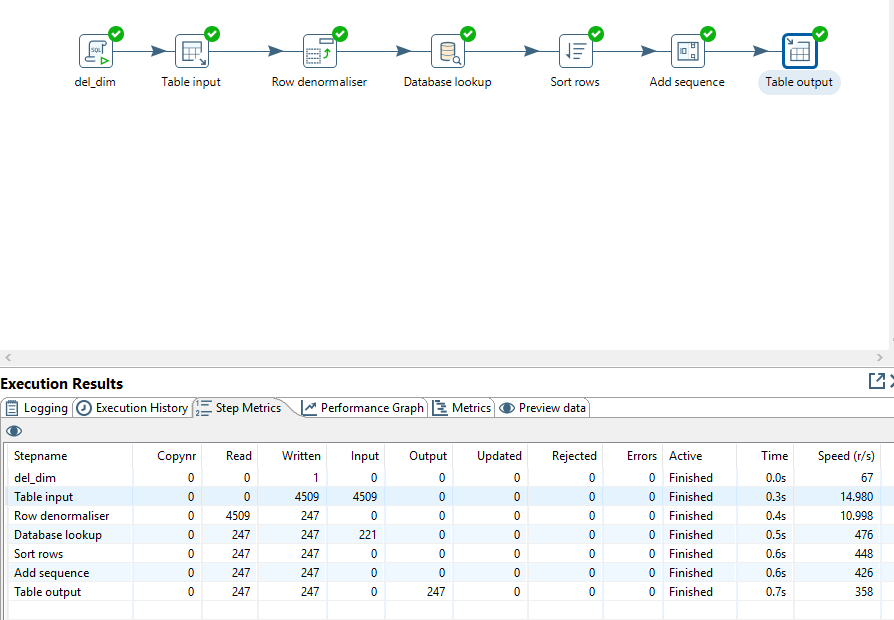 del_dim Table input Row denormaliser Database lookup Sort rows Add sequence Table output
Execution Results
Logging Execution History Step Metrics Performance Graph Metrics Preview data
Stepname Copynr Read Written Input Output Updated Rejected Errors Active Time Speed (r/s)
del_dim 0 0 1 0 0 0 0 0 Finished 0.0s 67
Table input 0 0 4509 4509 0 0 0 0 Finished 0.3s 14.980
Row denormaliser 0 4509 247 0 0 0 0 0 Finished 0.4s 10.998
Database lookup 0 247 247 221 0 0 0 0 Finished 0.5s 476
Sort rows 0 247 247 0 0 0 0 0 Finished 0.6s 448
Add sequence 0 247 247 0 0 0 0 0 Finished 0.6s 426
Table output 0 247 247 0 247 0 0 0 Finished 0.7s 358